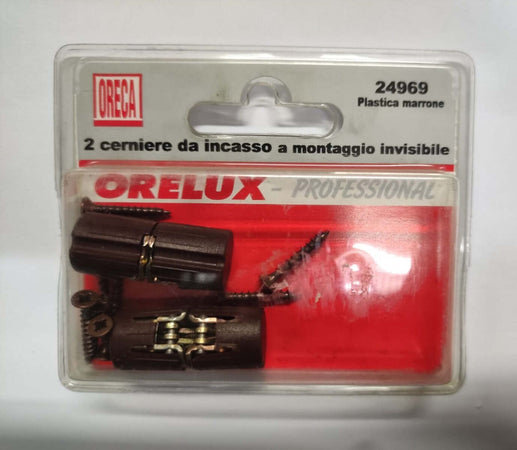 ORECA
24969
Plastica marrone
2 cerniere da incasso a montaggio invisibile
ORELUX - PROFESSIONAL